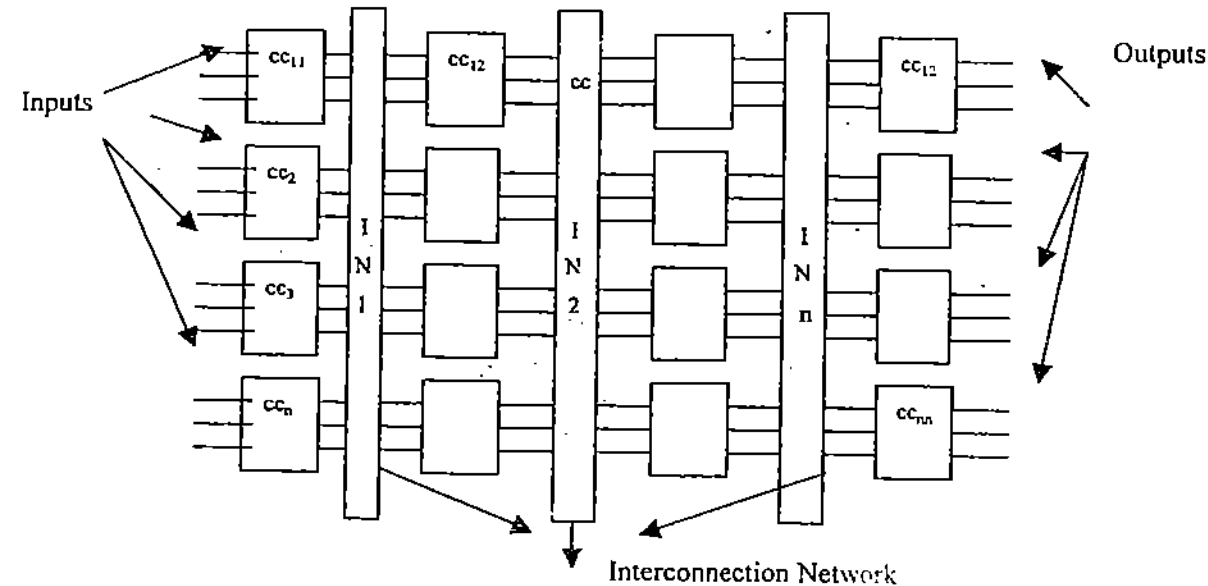 Inputs
Outputs
cc₁₁
cc₁₂
cc
cc₁₂
cc₂
cc₃
ccₙ
ccₙₙ
I
N
1
I
N
2
I
N
n
Interconnection Network